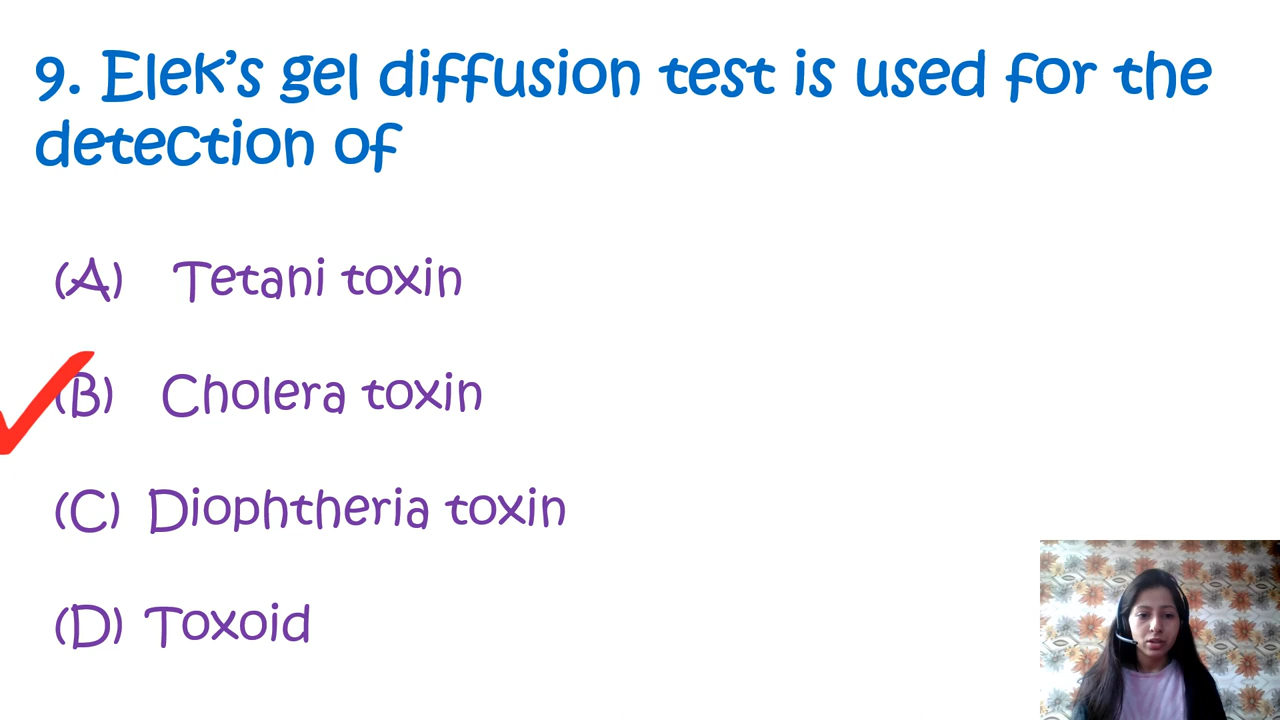 9. Elek’s gel diffusion test is used for the
detection of
(A) Tetani toxin
(B) Cholera toxin
(C) Diophtheria toxin
(D) Toxoid